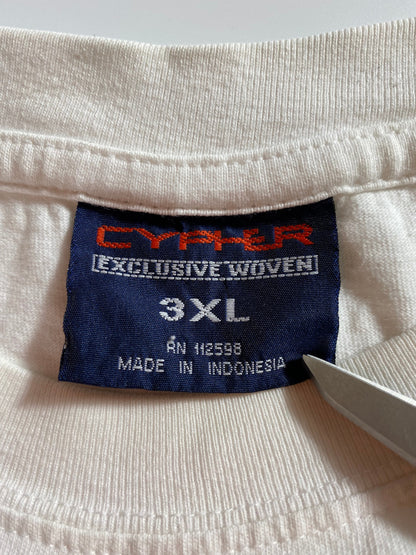 CYPHER
EXCLUSIVE WOVEN
3XL
RN 112598
MADE IN INDONESIA